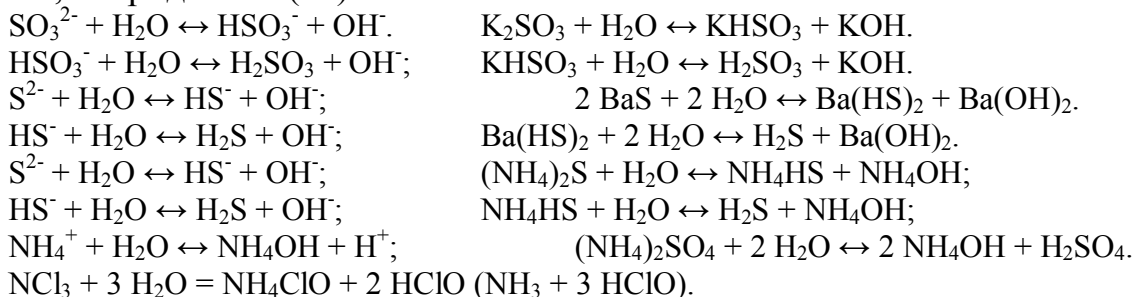 SO₃²⁻ + H₂O ↔ HSO₃⁻ + OH⁻. K₂SO₃ + H₂O ↔ KHSO₃ + KOH.
HSO₃⁻ + H₂O ↔ H₂SO₃ + OH⁻; KHSO₃ + H₂O ↔ H₂SO₃ + KOH.
S²⁻ + H₂O ↔ HS⁻ + OH⁻; 2 BaS + 2 H₂O ↔ Ba(HS)₂ + Ba(OH)₂.
HS⁻ + H₂O ↔ H₂S + OH⁻; Ba(HS)₂ + 2 H₂O ↔ H₂S + Ba(OH)₂.
S²⁻ + H₂O ↔ HS⁻ + OH⁻; (NH₄)₂S + H₂O ↔ NH₄HS + NH₄OH;
HS⁻ + H₂O ↔ H₂S + OH⁻; NH₄HS + H₂O ↔ H₂S + NH₄OH;
NH₄⁺ + H₂O ↔ NH₄OH + H⁺; (NH₄)₂SO₄ + 2 H₂O ↔ 2 NH₄OH + H₂SO₄.
NCl₃ + 3 H₂O = NH₄ClO + 2 HClO (NH₃ + 3 HClO).